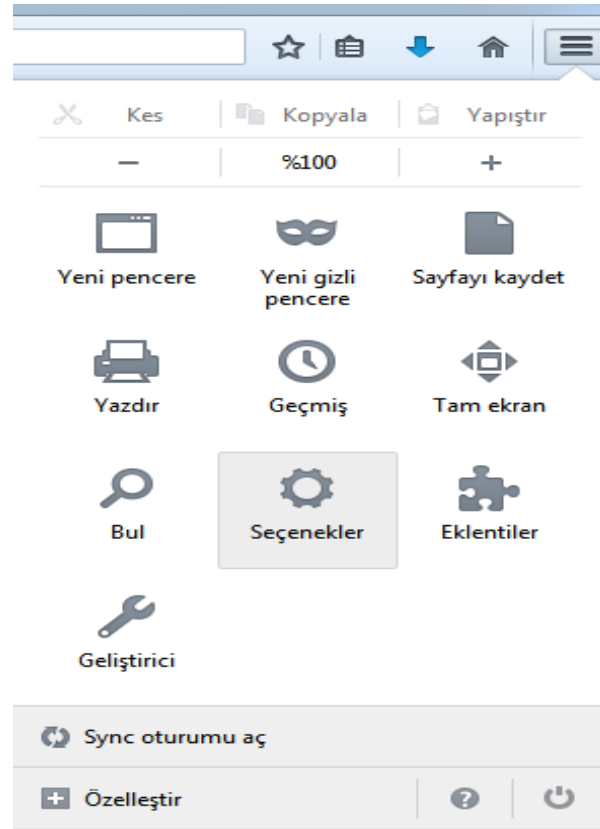 Kes Kopyala Yapıştır
− %100 +
Yeni pencere
Yeni gizli
pencere
Sayfayı kaydet
Yazdır
Geçmiş
Tam ekran
Bul
Seçenekler
Eklentiler
Geliştirici
Sync oturumu aç
Özelleştir